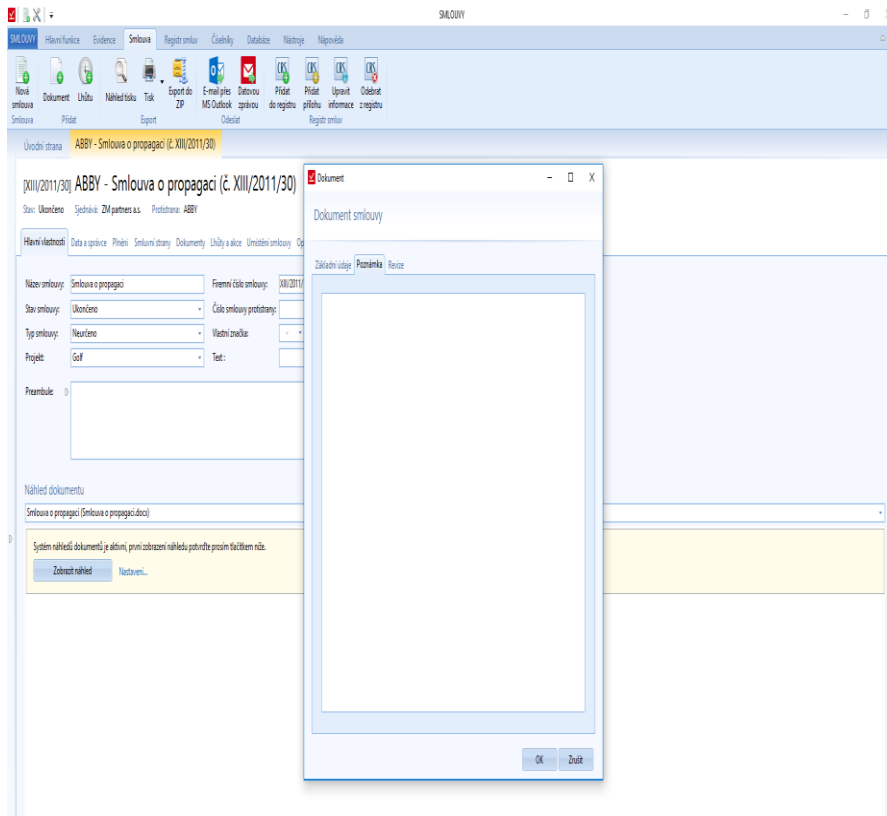 SMLOUVY
SMLOUVY Hlavní funkce Evidence Smlouva Registr smluv Číselníky Databáze Nástroje Nápověda
Nová smlouva
Dokument
Lhůtu
Náhled tisku
Tisk
Export do ZIP
E-mail přes MS Outlook
Datovou zprávou
Přidat do registru
Přidat přílohu
Upravit informace
Odebrat z registru
Smlouva Přidat Export Odeslat Registr smluv
Úvodní strana ABBY - Smlouva o propagaci (č. XIII/2011/30)
[XIII/2011/30] ABBY - Smlouva o propagaci (č. XIII/2011/30)
Stav: Ukončeno Sjednává: ZM partners a.s. Protistrana: ABBY
Hlavní vlastnosti Data a správce Plnění Smluvní strany Dokumenty Lhůty a akce Umístění smlouvy Op
Název smlouvy: Smlouva o propagaci Firemní číslo smlouvy: XIII/2011/
Stav smlouvy: Ukončeno Číslo smlouvy protistrany:
Typ smlouvy: Neurčeno Vlastní značka: -
Projekt: Golf Text :
Preambule:
Náhled dokumentu
Smlouva o propagaci (Smlouva o propagaci.docx)
Systém náhledů dokumentů je aktivní, první zobrazení náhledu potvrďte prosím tlačítkem níže.
Zobrazit náhled Nastavení...
Dokument
Dokument smlouvy
Základní údaje Poznámka Revize
OK Zrušit